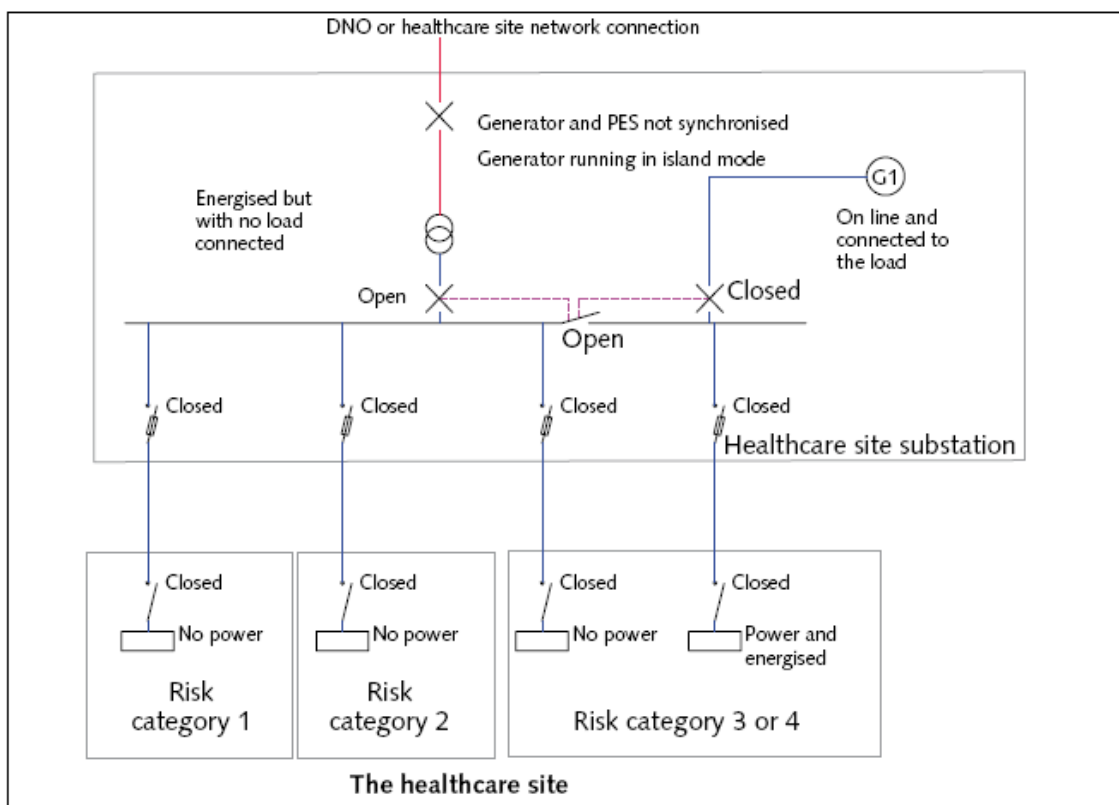 DNO or healthcare site network connection
Generator and PES not synchronised
Generator running in island mode
G1
Energised but
with no load
connected
On line and
connected to
the load
Open
Closed
Open
Closed
Closed
Closed
Closed
Healthcare site substation
Closed
Closed
Closed
Closed
No power
No power
No power
Power and
energised
Risk
category 1
Risk
category 2
Risk category 3 or 4
The healthcare site